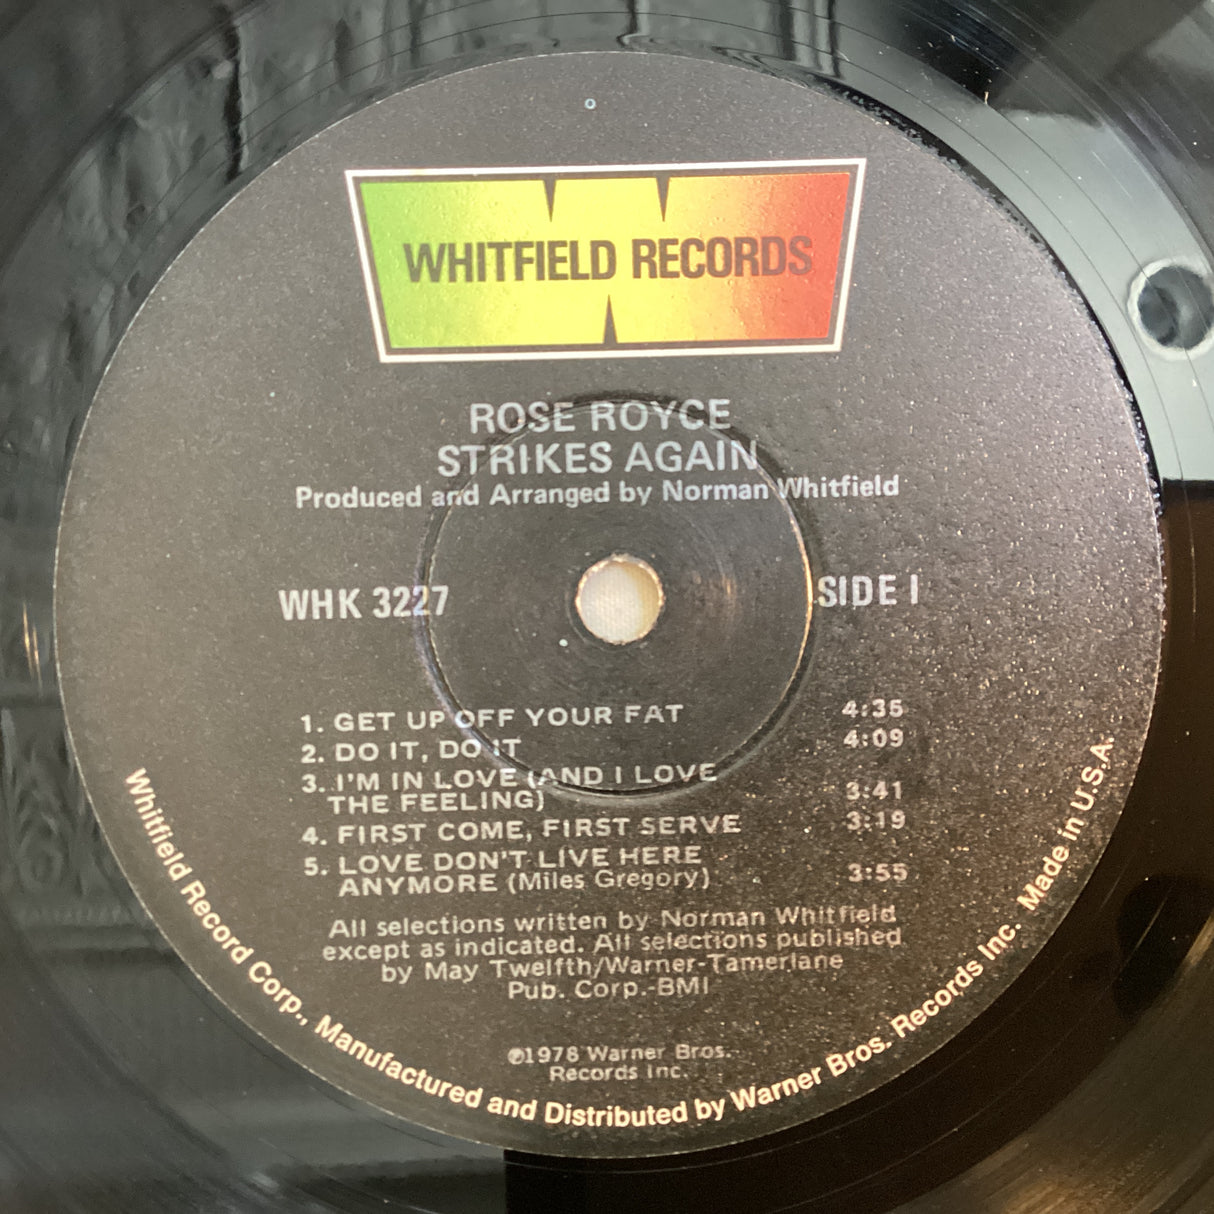 WHITFIELD RECORDS
ROSE ROYCE
STRIKES AGAIN
Produced and Arranged by Norman Whitfield
WHK 3227
SIDE I
1. GET UP OFF YOUR FAT 4:35
2. DO IT, DO IT 4:09
3. I'M IN LOVE (AND I LOVE
THE FEELING) 3:41
4. FIRST COME, FIRST SERVE 3:19
5. LOVE DON'T LIVE HERE
ANYMORE (Miles Gregory) 3:55
All selections written by Norman Whitfield
except as indicated. All selections published
by May Twelfth/Warner-Tamerlane
Pub. Corp.-BMI
℗1978 Warner Bros.
Records Inc.
Whitfield Record Corp., Manufactured and Distributed by Warner Bros. Records Inc. Made in U.S.A.